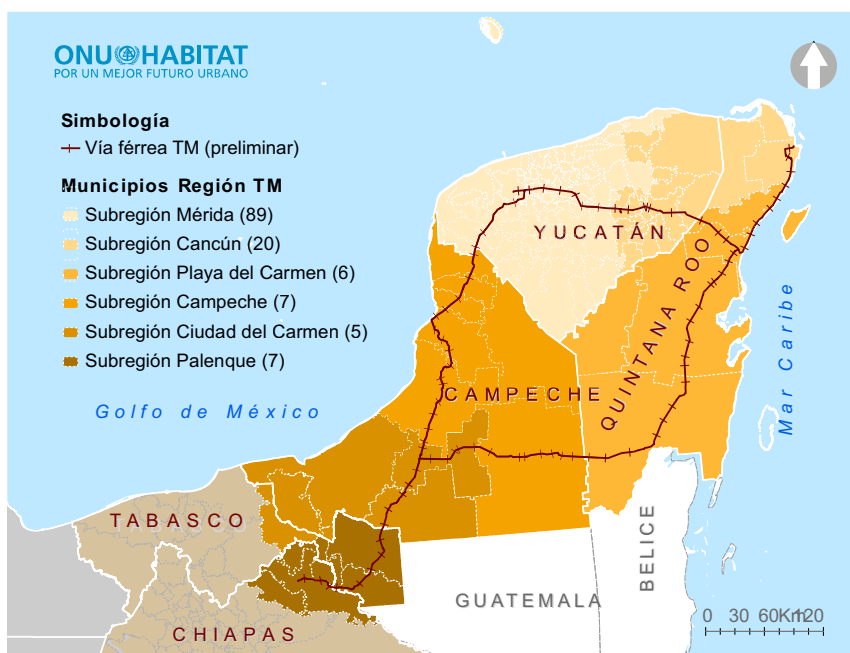 ONU HABITAT
POR UN MEJOR FUTURO URBANO
Simbología
Vía férrea TM (preliminar)
Municipios Región TM
Subregión Mérida (89)
Subregión Cancún (20)
Subregión Playa del Carmen (6)
Subregión Campeche (7)
Subregión Ciudad del Carmen (5)
Subregión Palenque (7)
YUCATÁN
QUINTANA ROO
CAMPECHE
Mar Caribe
Golfo de México
TABASCO
BELICE
GUATEMALA
CHIAPAS
0 30 60Km120